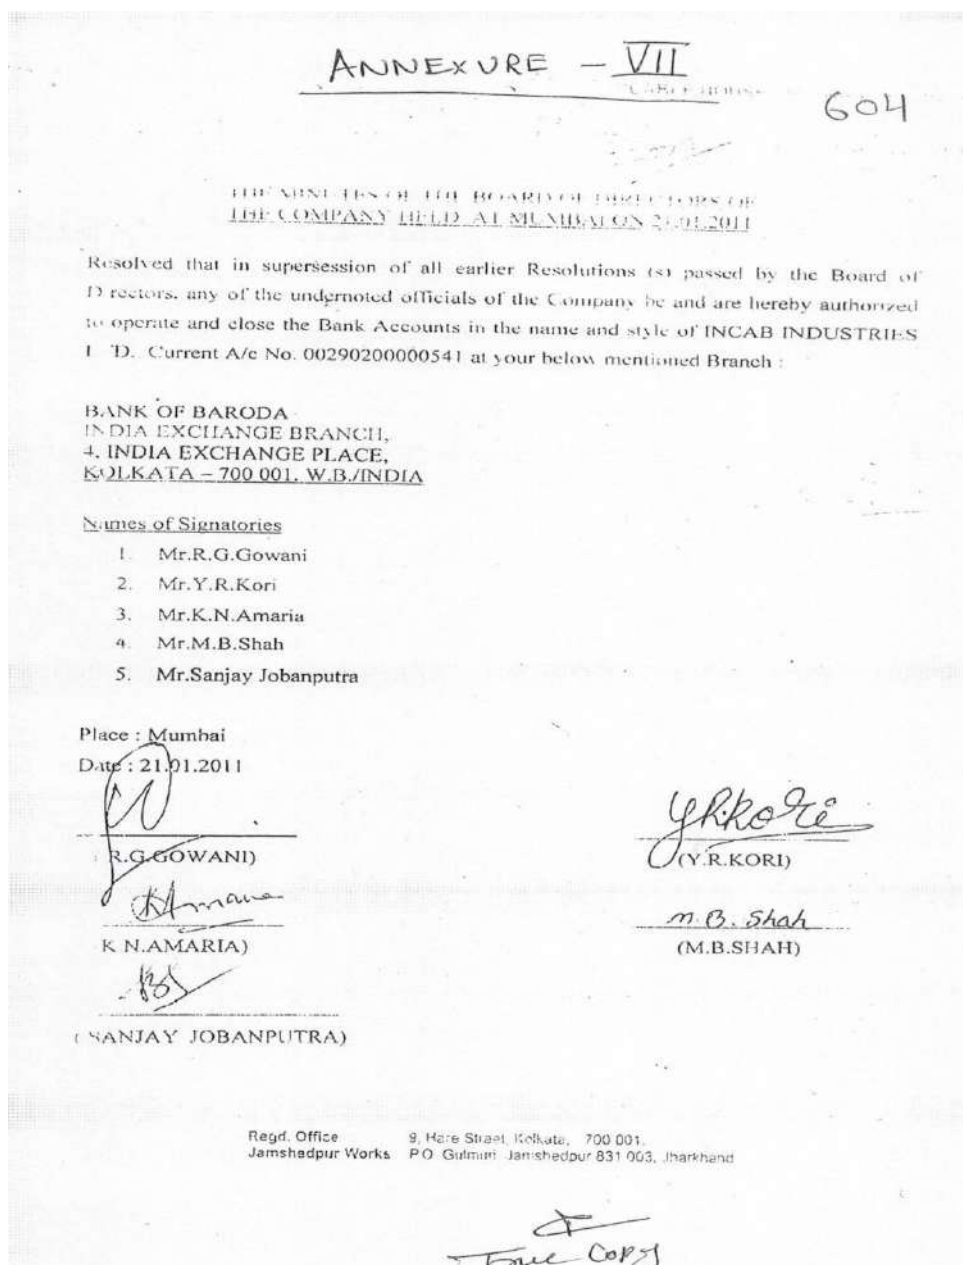 ANNEXURE - VII
604
THE MINUTES OF THE BOARD OF DIRECTORS OF
THE COMPANY HELD AT MUMBAI ON 21.01.2011
Resolved that in supersession of all earlier Resolutions (s) passed by the Board of
D rectors, any of the undernoted officials of the Company be and are hereby authorized
to operate and close the Bank Accounts in the name and style of INCAB INDUSTRIES
L D. Current A/c No. 00290200000541 at your below mentioned Branch :
BANK OF BARODA
INDIA EXCHANGE BRANCH,
4, INDIA EXCHANGE PLACE,
KOLKATA – 700 001, W.B./INDIA
Names of Signatories
1. Mr.R.G.Gowani
2. Mr.Y.R.Kori
3. Mr.K.N.Amaria
4. Mr.M.B.Shah
5. Mr.Sanjay Jobanputra
Place : Mumbai
Date : 21.01.2011
YRKori
(R.G.GOWANI) (Y.R.KORI)
KAmaria M.B. Shah
K N.AMARIA) (M.B.SHAH)
( SANJAY JOBANPUTRA)
Regd. Office 9, Hare Street, Kolkata, 700 001.
Jamshedpur Works P.O. Gulmuri Jamshedpur 831 003, Jharkhand
True Copy